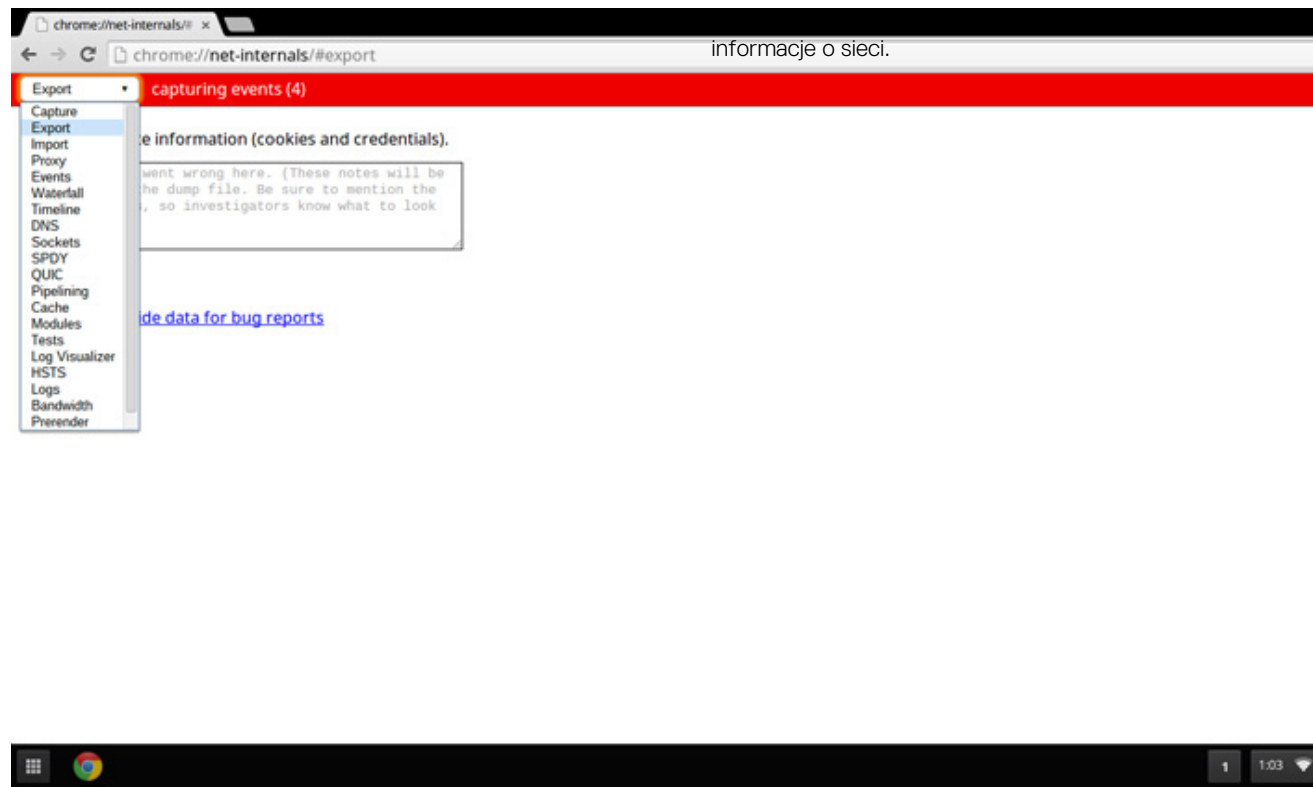 chrome://net-internals/#
chrome://net-internals/#export
informacje o sieci.
Export
capturing events (4)
Capture
Export
Import
Proxy
Events
Waterfall
Timeline
DNS
Sockets
SPDY
QUIC
Pipelining
Cache
Modules
Tests
Log Visualizer
HSTS
Logs
Bandwidth
Prerender
e information (cookies and credentials).
went wrong here. (These notes will be
he dump file. Be sure to mention the
, so investigators know what to look
ide data for bug reports
1
1:03